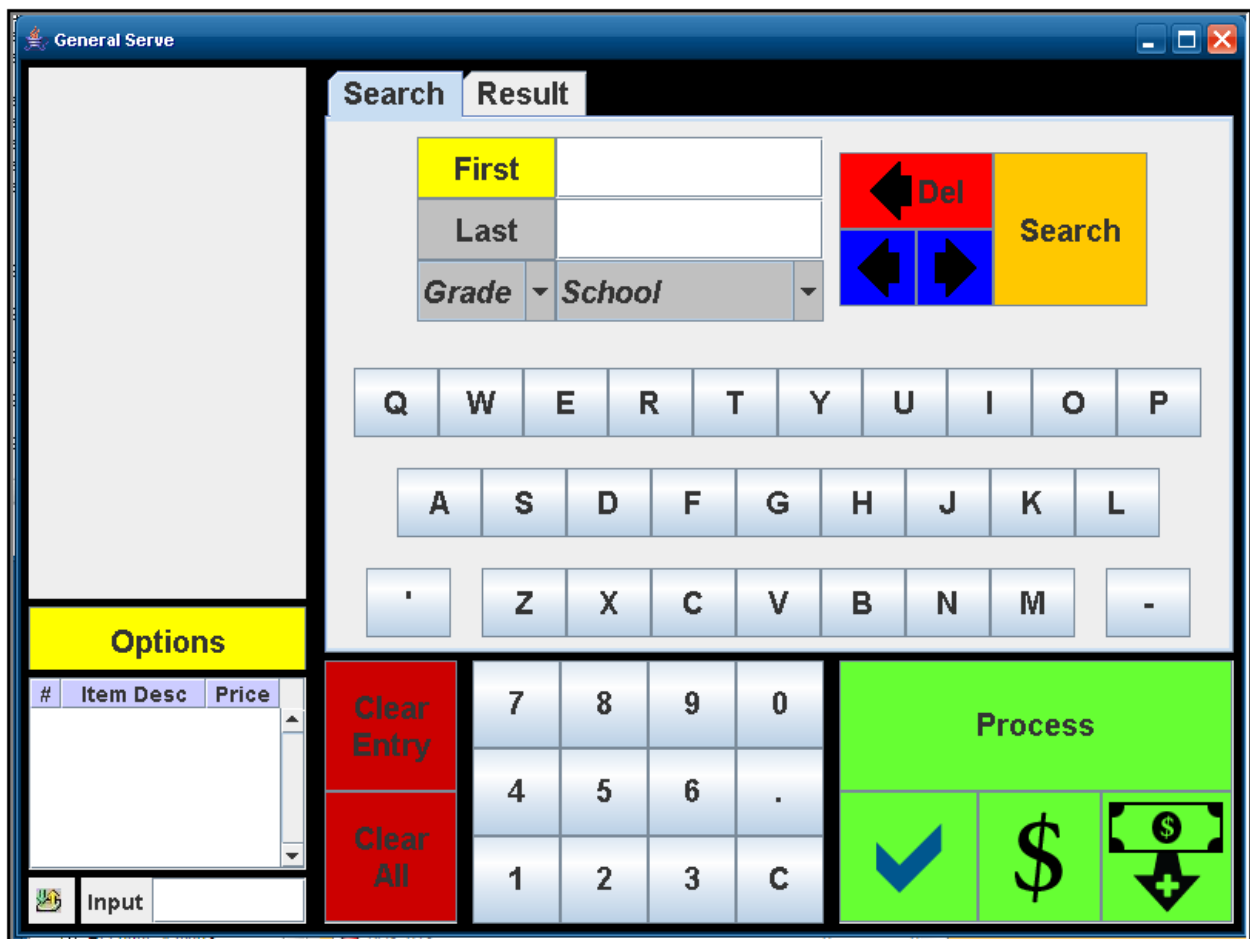 General Serve
Search Result
First
Last
Grade School
Del
Search
Q W E R T Y U I O P
A S D F G H J K L
' Z X C V B N M -
Options
# Item Desc Price
Input
Clear
Entry
Clear
All
7 8 9 0
4 5 6 .
1 2 3 C
Process
$
$